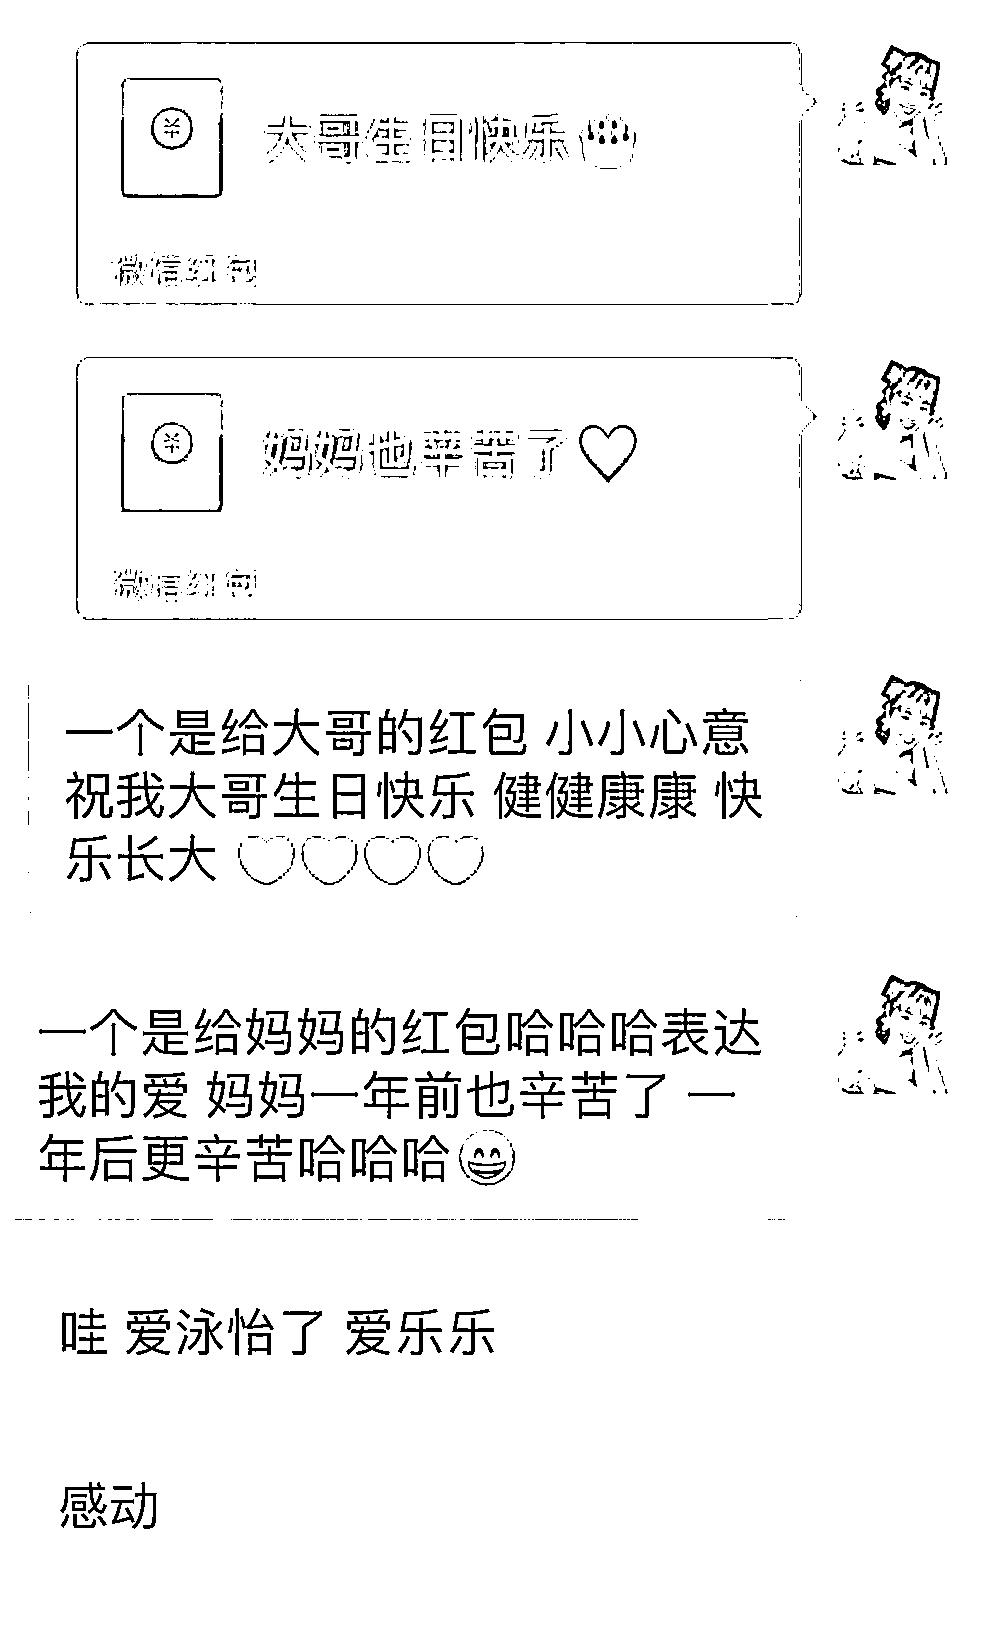 大哥生日快乐🎂
微信红包
妈妈也辛苦了♡
微信红包
一个是给大哥的红包 小小心意
祝我大哥生日快乐 健健康康 快
乐长大 ♡♡♡♡
一个是给妈妈的红包哈哈哈表达
我的爱 妈妈一年前也辛苦了 一
年后更辛苦哈哈哈😄
哇 爱泳怡了 爱乐乐
感动